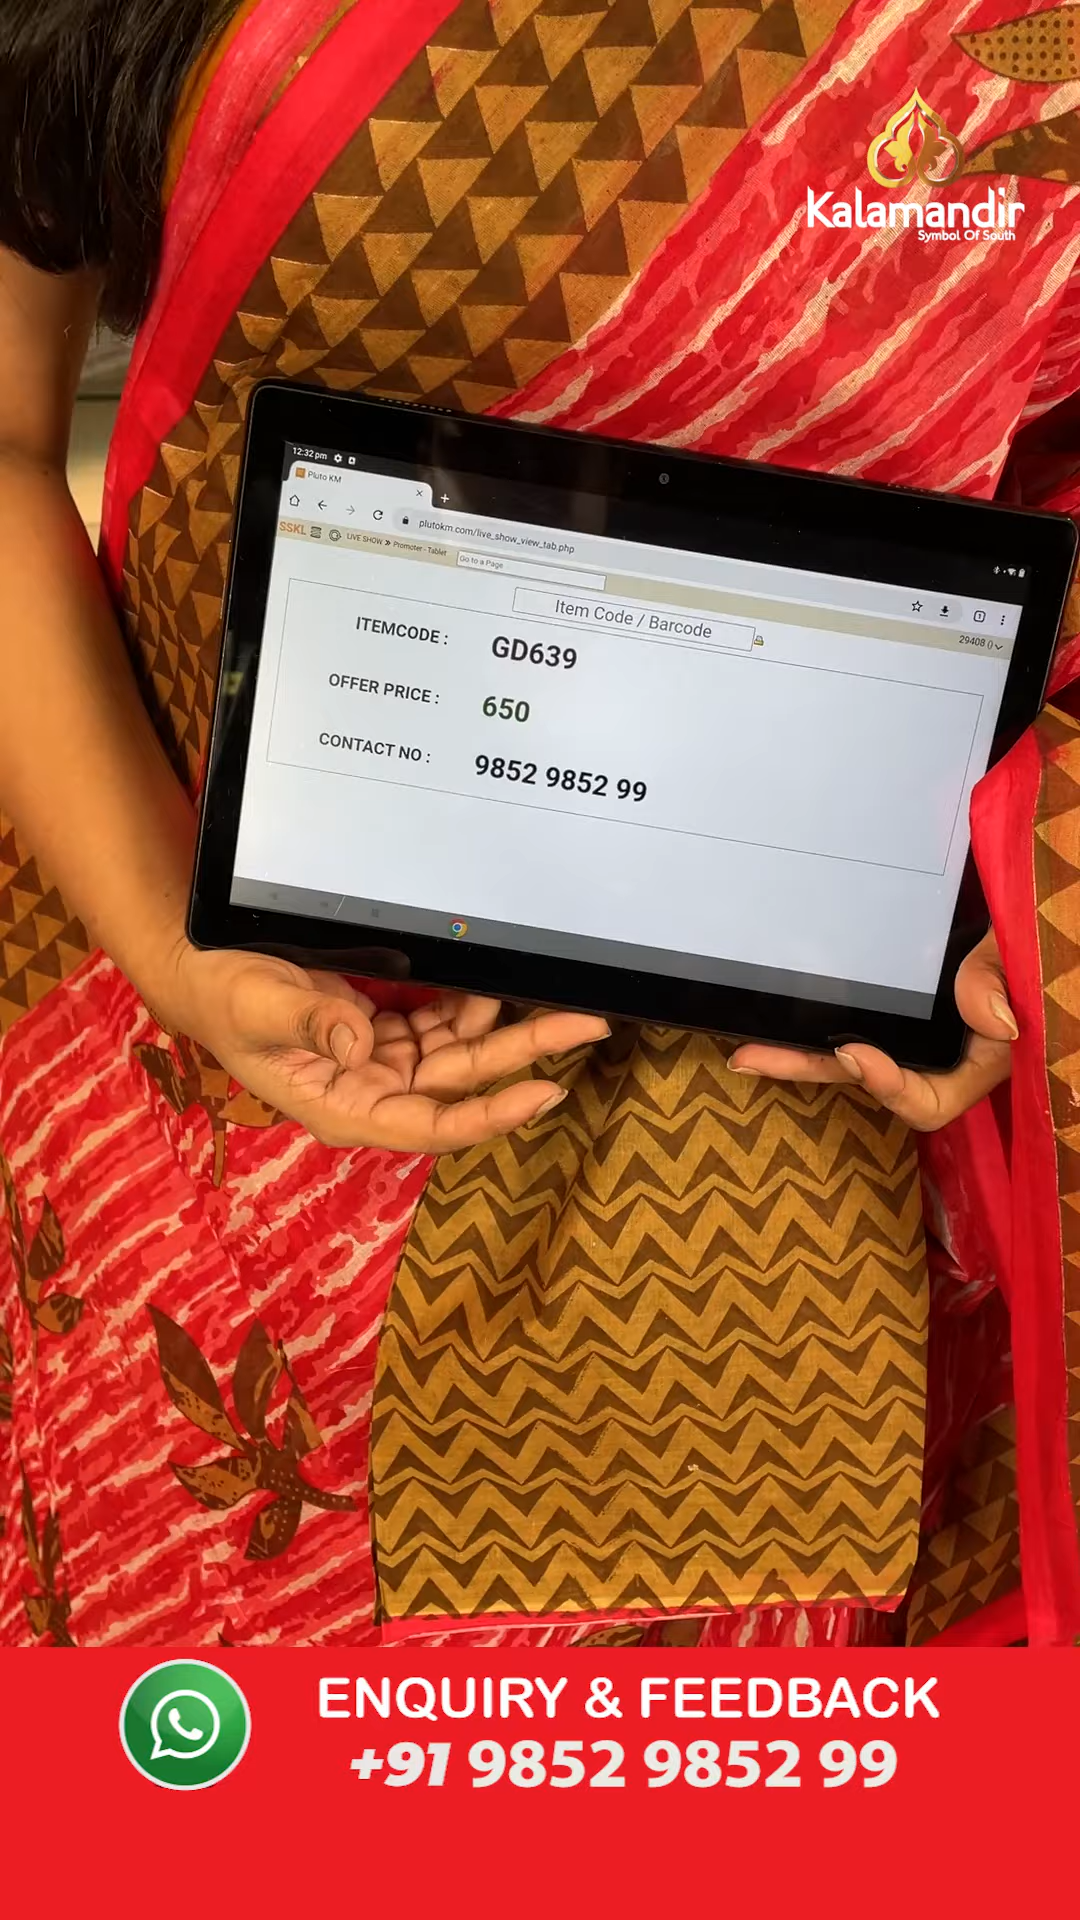 Kalamandir
Symbol Of South
12:32 pm
Pluto KM
plutokm.com/live_show_view_tab.php
SSKL LIVE SHOW Promoter - Tablet Go to a Page
29408 ()
Item Code / Barcode
ITEMCODE : GD639
OFFER PRICE : 650
CONTACT NO : 9852 9852 99
ENQUIRY & FEEDBACK
+91 9852 9852 99